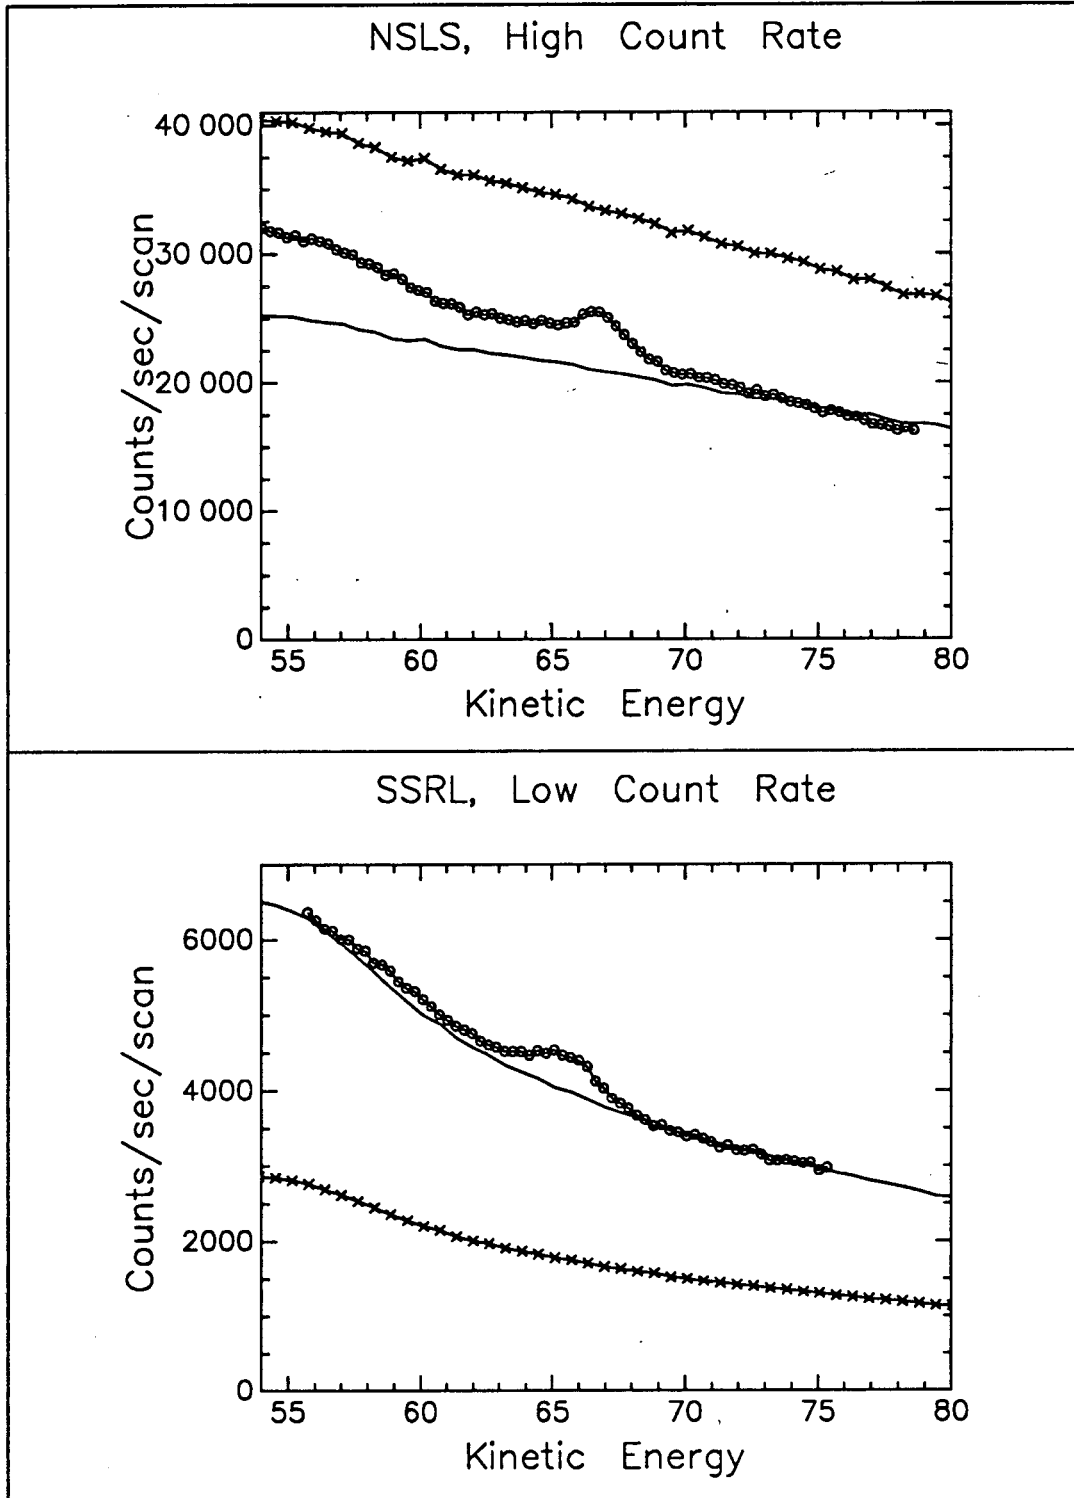 NSLS, High Count Rate
Counts/sec/scan
40 000
30 000
20 000
10 000
0
55 60 65 70 75 80
Kinetic Energy
SSRL, Low Count Rate
Counts/sec/scan
6000
4000
2000
0
55 60 65 70 75 80
Kinetic Energy